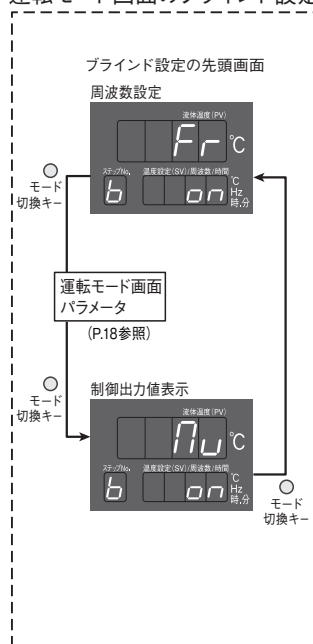 運転モード画面のブラインド設定
ブラインド設定の先頭画面
周波数設定
流体温度(PV)
Fr ℃
ステップNo. 温度設定(SV)/周波数/時間
b on ℃ Hz 時.分
モード
切換キー
運転モード画面
パラメータ
(P.18参照)
モード
切換キー
制御出力値表示
流体温度(PV)
℃
ステップNo. 温度設定(SV)/周波数/時間
b on ℃ Hz 時.分
モード
切換キー